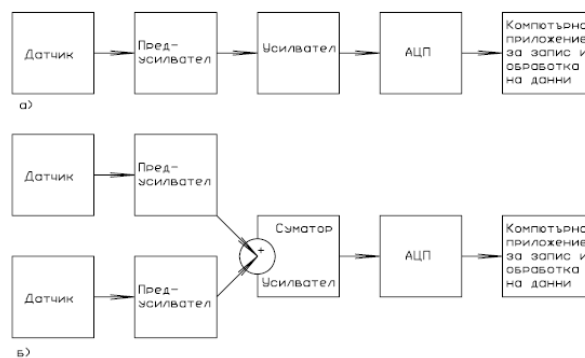 Датчик
Пред-
усилвател
Усилвател
АЦП
Компютърно
приложение
за запис и
обработка
на данни
а)
Датчик
Пред-
усилвател
Суматор
+
Усилвател
АЦП
Компютърно
приложение
за запис и
обработка
на данни
Датчик
Пред-
усилвател
б)